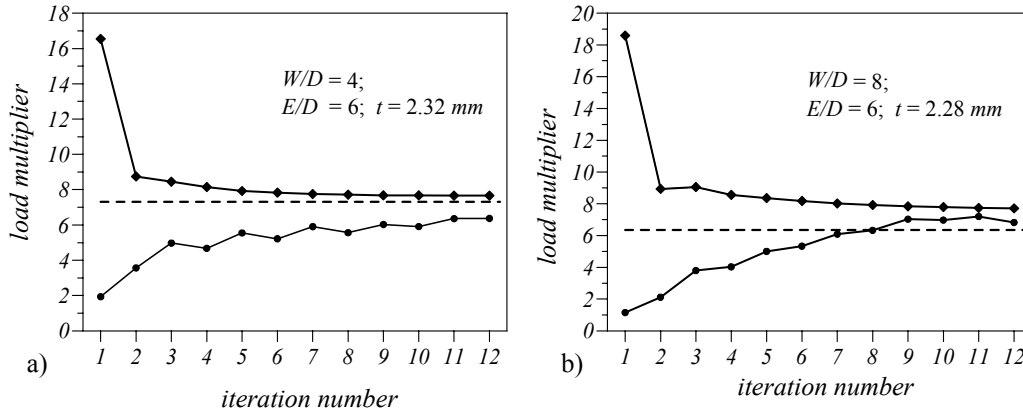 18
16
14
12
10
8
6
4
2
0
load multiplier
W/D = 4;
E/D = 6; t = 2.32 mm
1 2 3 4 5 6 7 8 9 10 11 12
a)
iteration number
20
18
16
14
12
10
8
6
4
2
0
load multiplier
W/D = 8;
E/D = 6; t = 2.28 mm
1 2 3 4 5 6 7 8 9 10 11 12
b)
iteration number